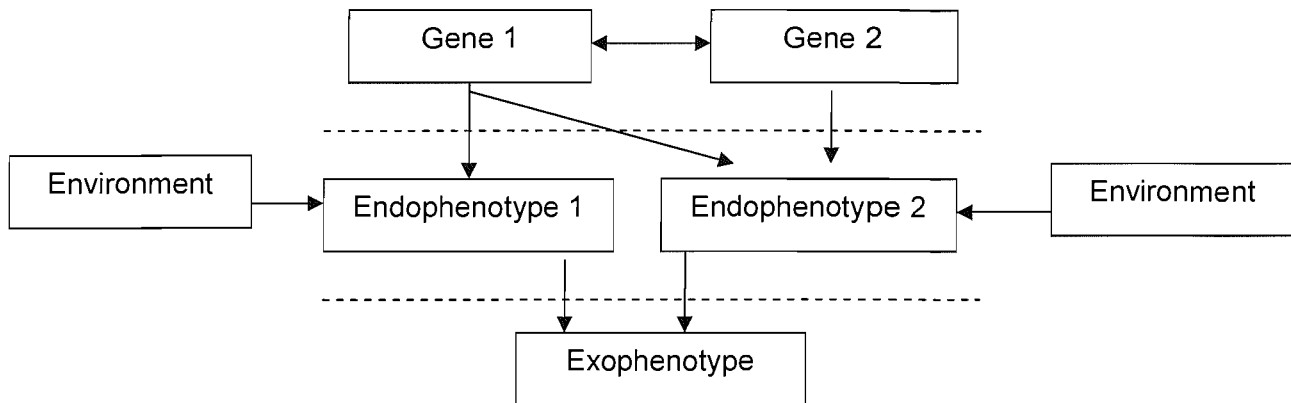 Gene 1
Gene 2
Environment
Endophenotype 1
Endophenotype 2
Environment
Exophenotype